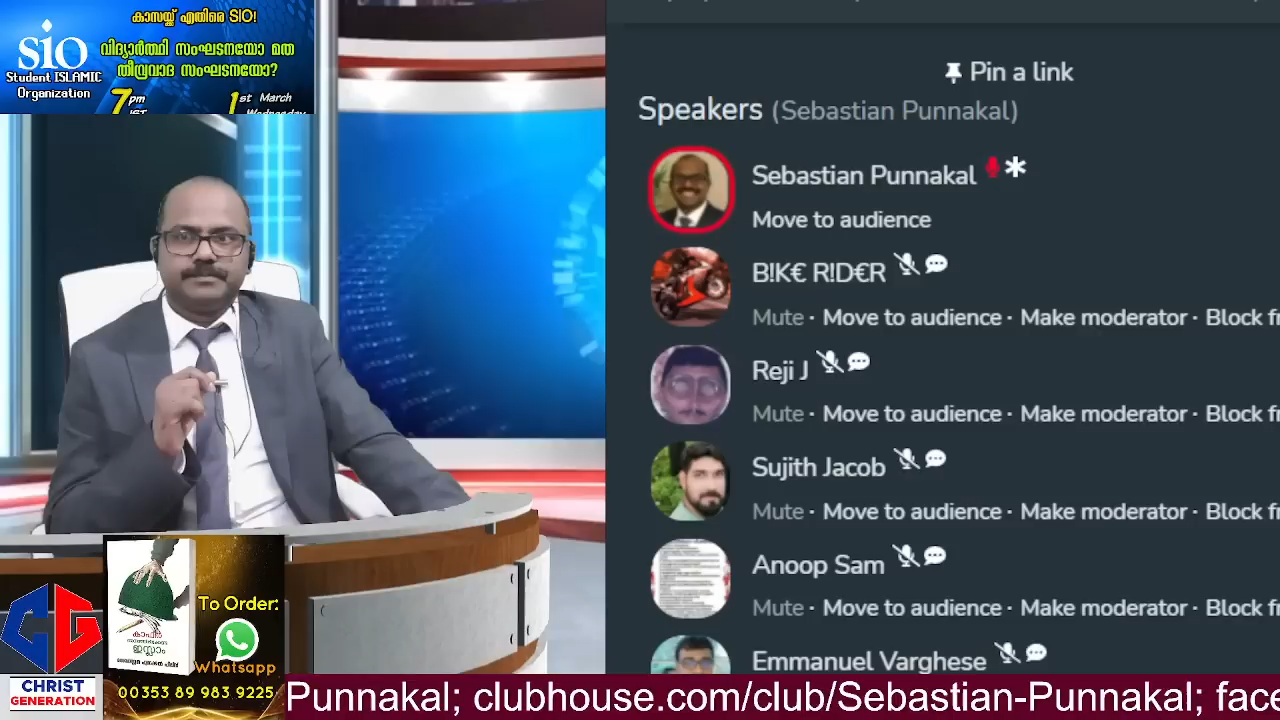 കാസയ്ക്ക് എതിരെ SIO!
sio
Student ISLAMIC
Organization
വിദ്യാർത്ഥി സംഘടനയോ മത
തീവ്രവാദ സംഘടനയോ?
7pm
IST
1st March
Wednesday
Pin a link
Speakers (Sebastian Punnakal)
Sebastian Punnakal
Move to audience
B!K€ R!D€R
Mute · Move to audience · Make moderator · Block fr
Reji J
Mute · Move to audience · Make moderator · Block fr
Sujith Jacob
Mute · Move to audience · Make moderator · Block fr
Anoop Sam
Mute · Move to audience · Make moderator · Block fr
Emmanuel Varghese
CHRIST
GENERATION
കാഫിർ
ഇസ്ലാം
To Order:
Whatsapp
00353 89 983 9225
Punnakal; clubhouse.com/club/Sebastian-Punnakal; face